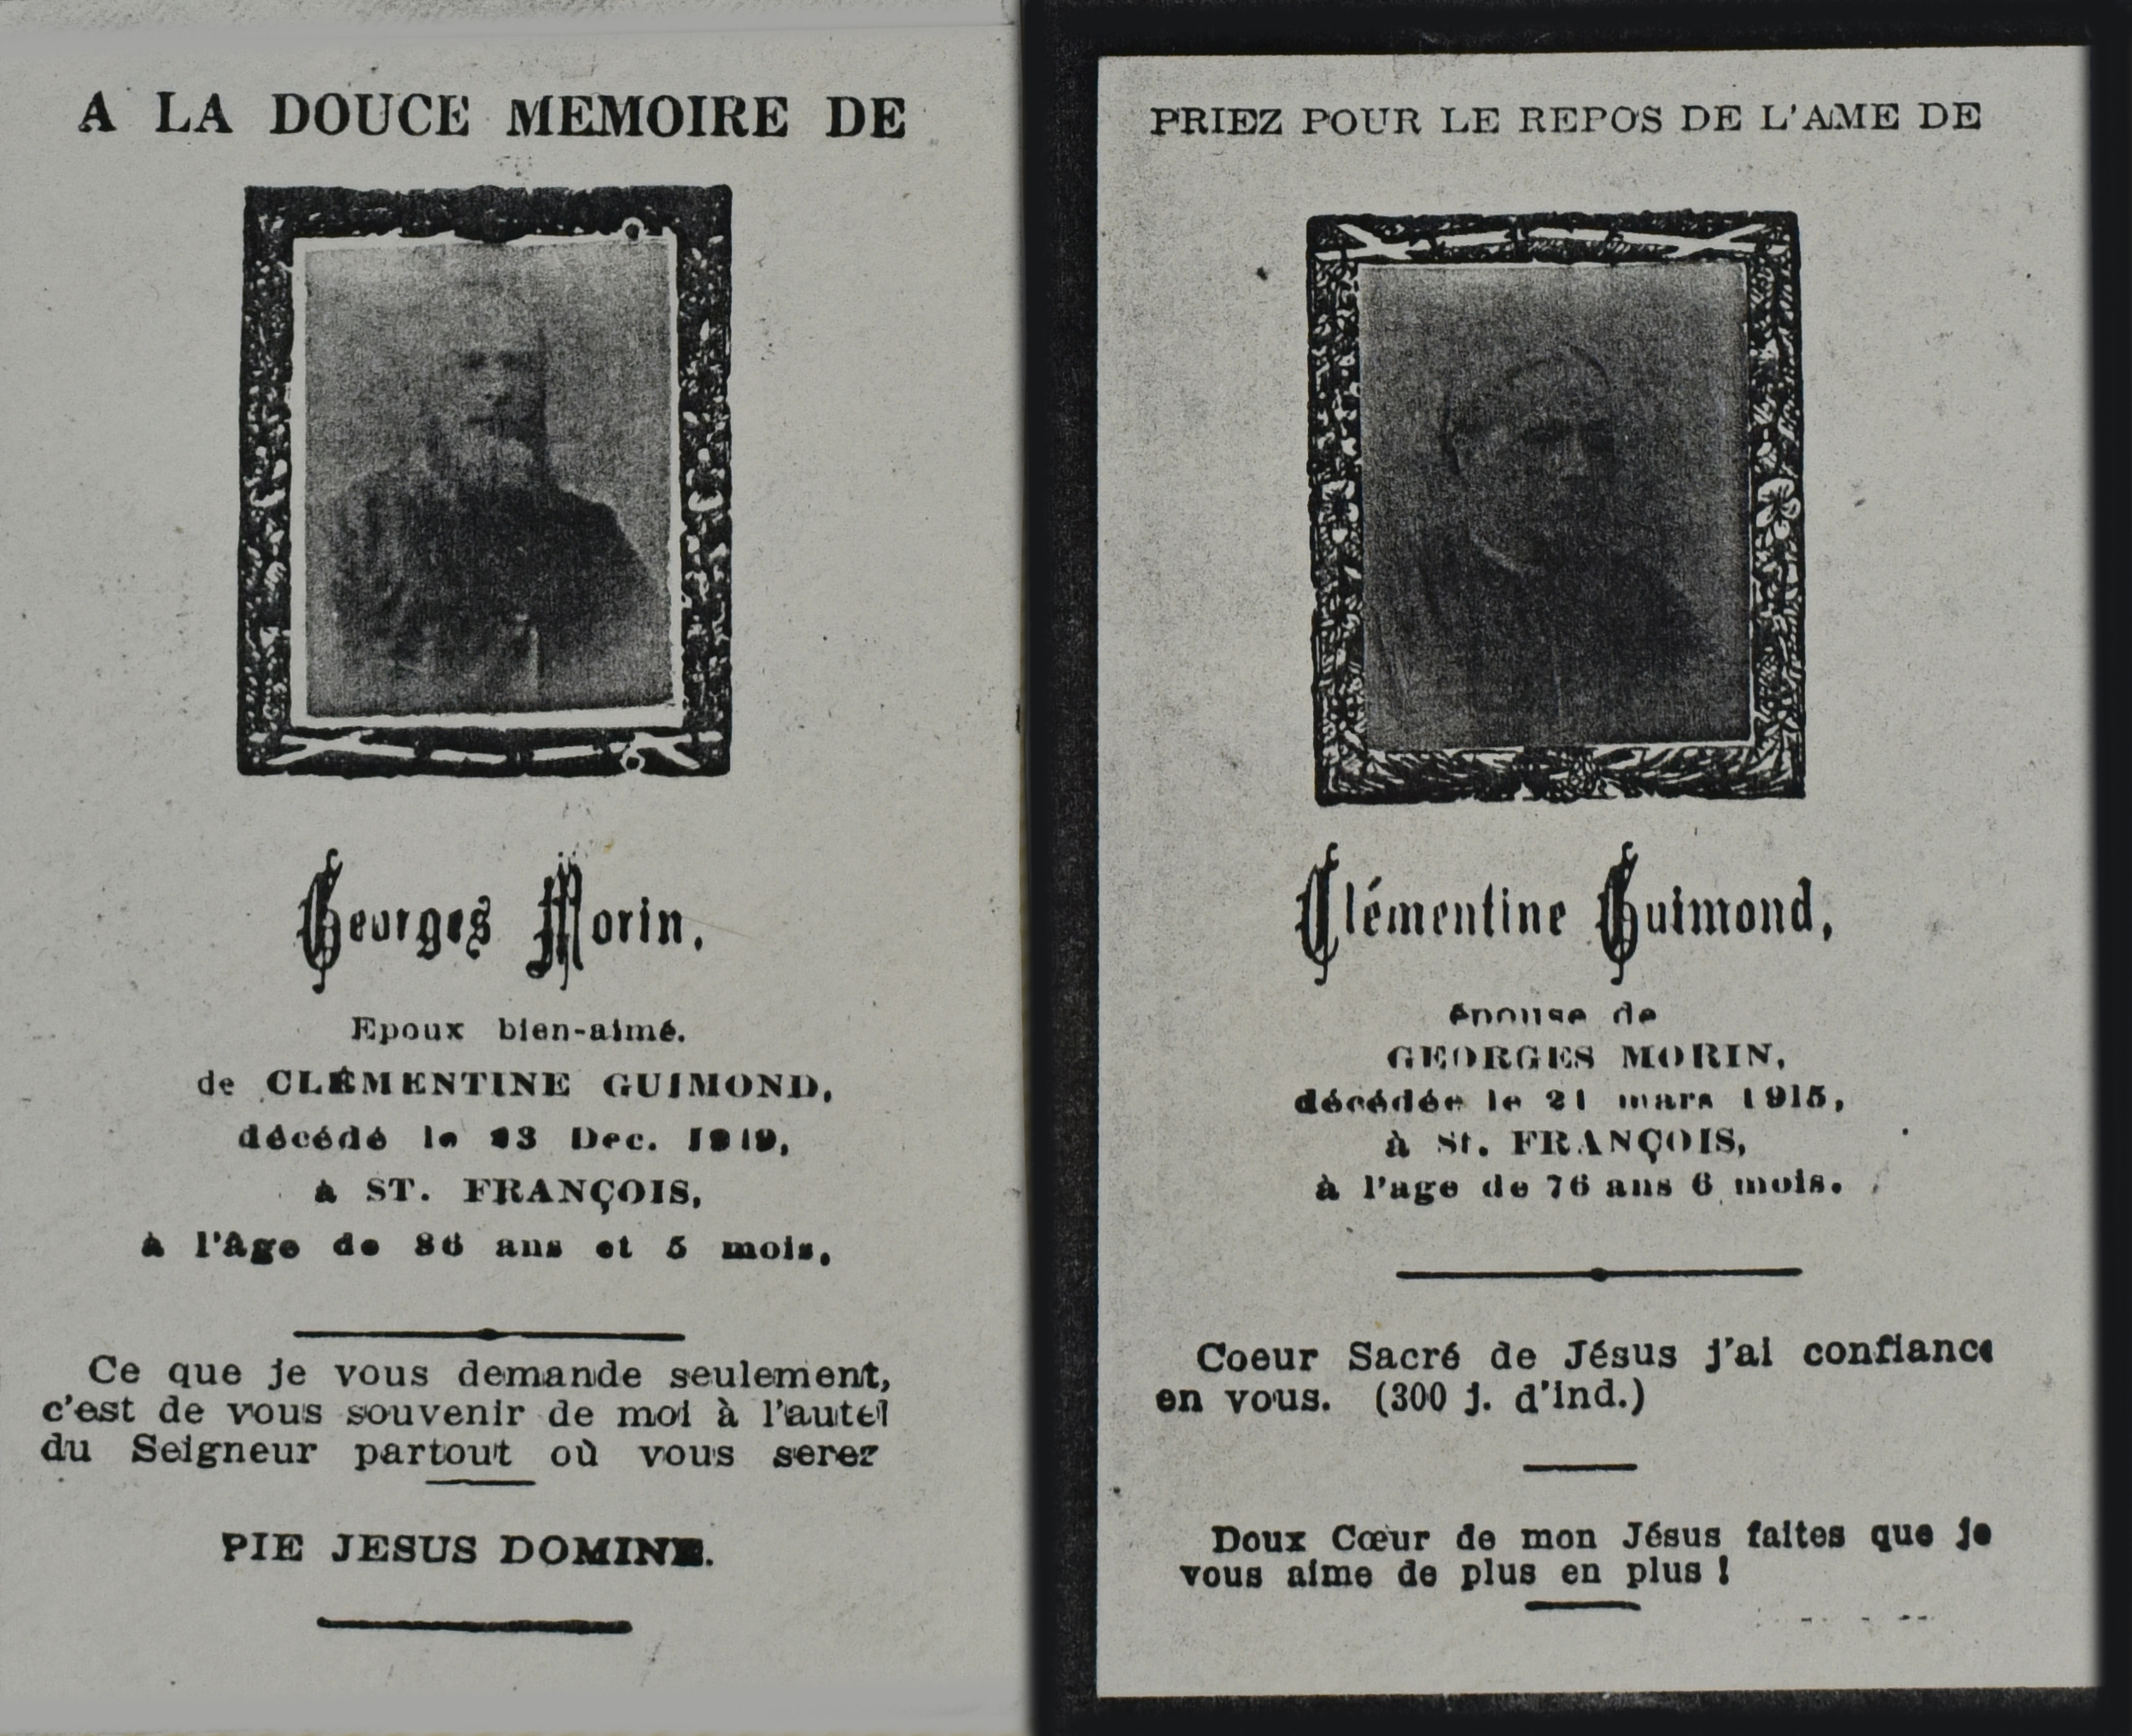 A LA DOUCE MEMOIRE DE
Georges Morin,
Epoux bien-aimé.
de CLÉMENTINE GUIMOND,
décédé le Dec. 1919,
à ST. FRANÇOIS,
à l'âge de 86 ans et 5 mois.
Ce que je vous demande seulement,
c'est de vous souvenir de moi à l'autel
du Seigneur partout où vous serez
PIE JESUS DOMINE.
PRIEZ POUR LE REPOS DE L'AME DE
Clémentine Guimond,
épouse de
GEORGES MORIN,
décédée le 21 mars 1915,
à St. FRANÇOIS,
à l'age de 76 ans 6 mois.
Coeur Sacré de Jésus j'ai confiance
en vous. (300 j. d'ind.)
Doux Cœur de mon Jésus faites que je
vous aime de plus en plus !